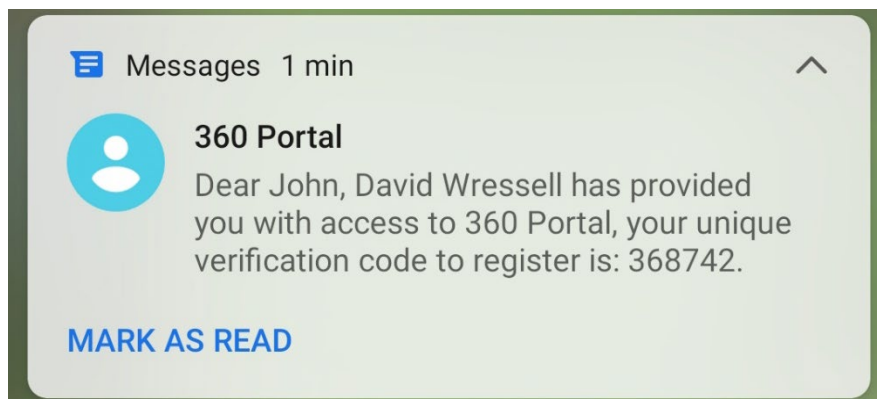 Messages 1 min
360 Portal
Dear John, David Wressell has provided
you with access to 360 Portal, your unique
verification code to register is: 368742.
MARK AS READ